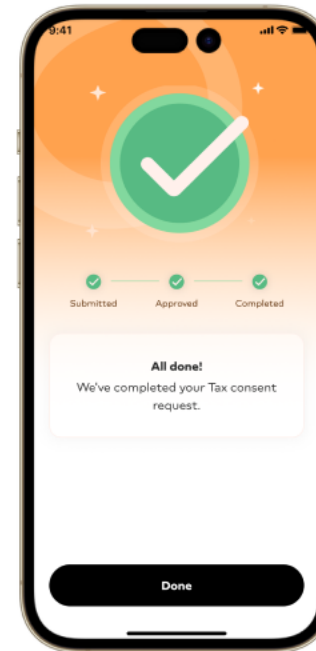 9:41
Submitted Approved Completed
All done!
We've completed your Tax consent
request.
Done